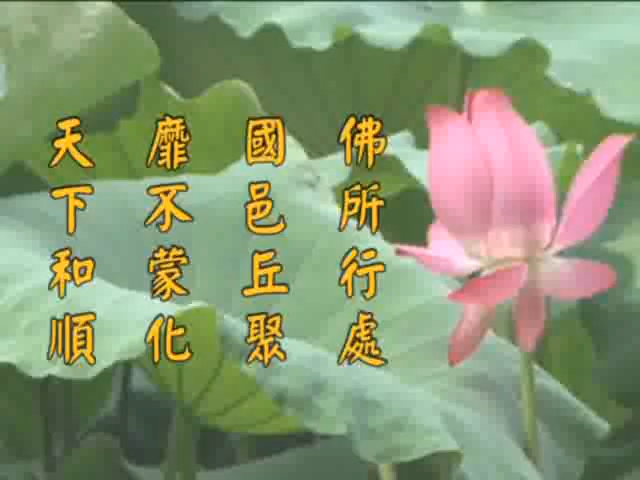 佛所行處
國邑丘聚
靡不蒙化
天下和順